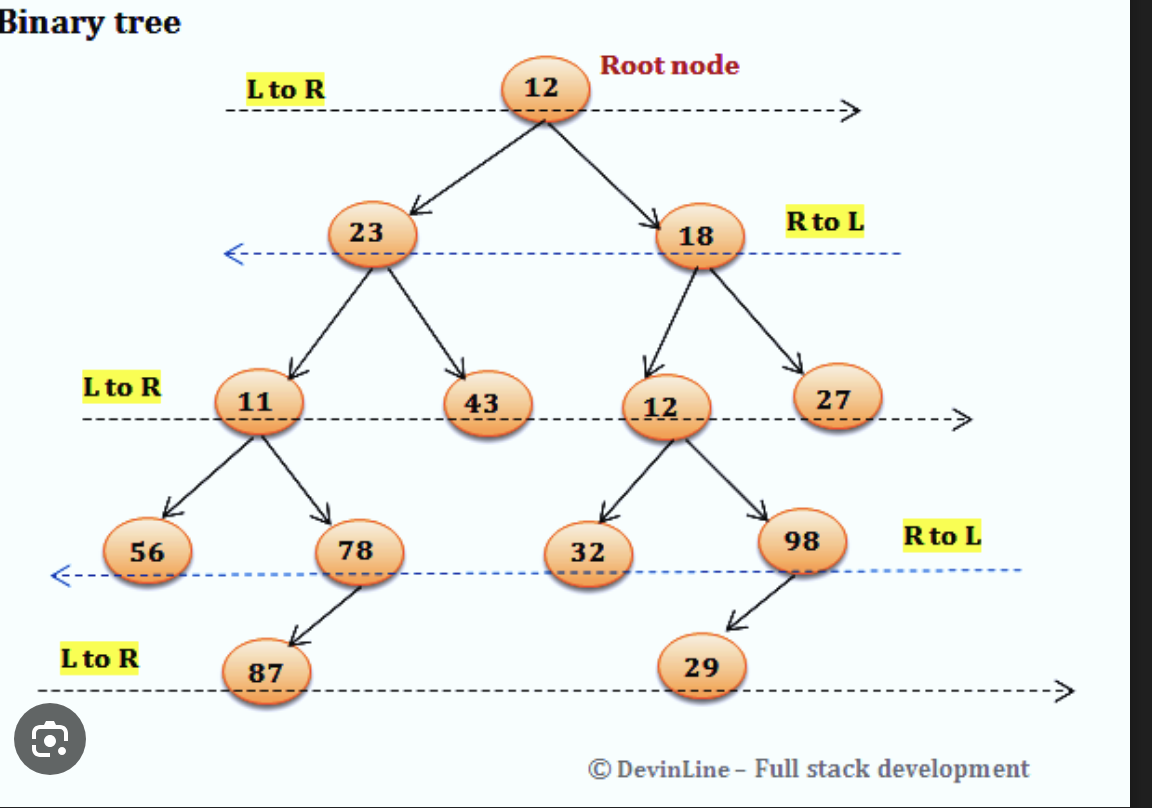 Binary tree
Root node
L to R
12
23
18
R to L
L to R
11
43
12
27
56
78
32
98
R to L
L to R
87
29
© DevinLine – Full stack development